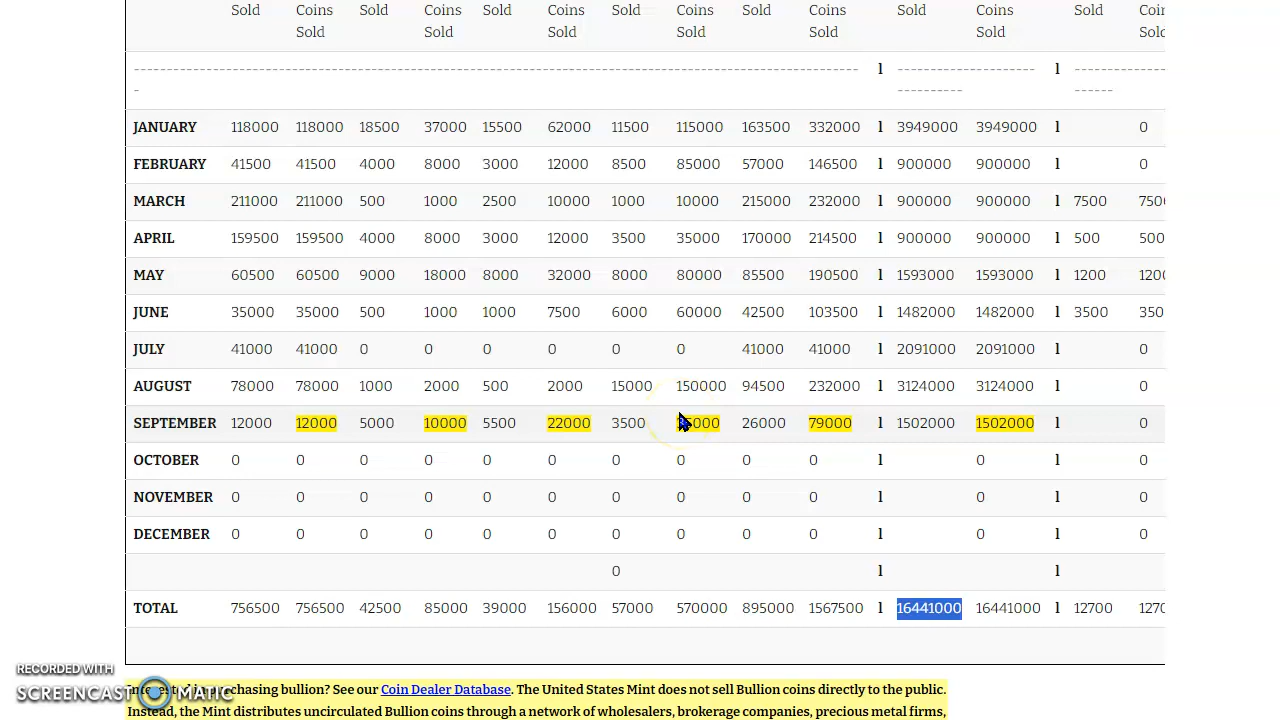 Sold Coins Sold Coins Sold Coins Sold Coins Sold Coins Sold Coins Sold Coin
Sold Sold Sold Sold Sold Sold Sold
-------------------------------------------------------------------------------------------- l --------------------- l --------------
- ---------- ------
JANUARY 118000 118000 18500 37000 15500 62000 11500 115000 163500 332000 l 3949000 3949000 l 0
FEBRUARY 41500 41500 4000 8000 3000 12000 8500 85000 57000 146500 l 900000 900000 l 0
MARCH 211000 211000 500 1000 2500 10000 1000 10000 215000 232000 l 900000 900000 l 7500 750
APRIL 159500 159500 4000 8000 3000 12000 3500 35000 170000 214500 l 900000 900000 l 500 500
MAY 60500 60500 9000 18000 8000 32000 8000 80000 85500 190500 l 1593000 1593000 l 1200 120
JUNE 35000 35000 500 1000 1000 7500 6000 60000 42500 103500 l 1482000 1482000 l 3500 350
JULY 41000 41000 0 0 0 0 0 0 41000 41000 l 2091000 2091000 l 0
AUGUST 78000 78000 1000 2000 500 2000 15000 150000 94500 232000 l 3124000 3124000 l 0
SEPTEMBER 12000 12000 5000 10000 5500 22000 3500 26000 79000 l 1502000 1502000 l 0
OCTOBER 0 0 0 0 0 0 0 0 0 0 l 0 l 0
NOVEMBER 0 0 0 0 0 0 0 0 0 0 l 0 l 0
DECEMBER 0 0 0 0 0 0 0 0 0 0 l 0 l 0
0 l l
TOTAL 756500 756500 42500 85000 39000 156000 57000 570000 895000 1567500 l 16441000 16441000 l 12700 1270
RECORDED WITH
SCREENCAST MATIC
purchasing bullion? See our Coin Dealer Database. The United States Mint does not sell Bullion coins directly to the public.
Instead, the Mint distributes uncirculated Bullion coins through a network of wholesalers, brokerage companies, precious metal firms,